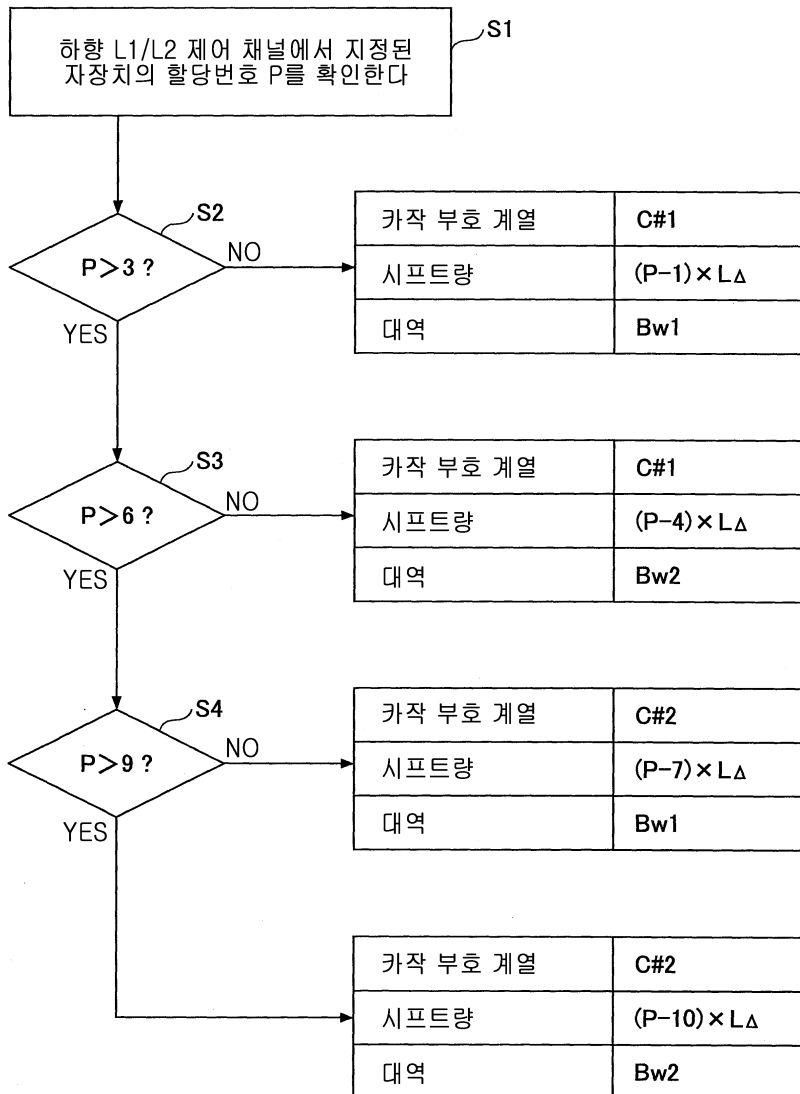 하향 L1/L2 제어 채널에서 지정된
자장치의 할당번호 P를 확인한다
S1
S2
P>3 ?
NO
YES
카작 부호 계열 C#1
시프트량 (P-1)×L△
대역 Bw1
S3
P>6 ?
NO
YES
카작 부호 계열 C#1
시프트량 (P-4)×L△
대역 Bw2
S4
P>9 ?
NO
YES
카작 부호 계열 C#2
시프트량 (P-7)×L△
대역 Bw1
카작 부호 계열 C#2
시프트량 (P-10)×L△
대역 Bw2